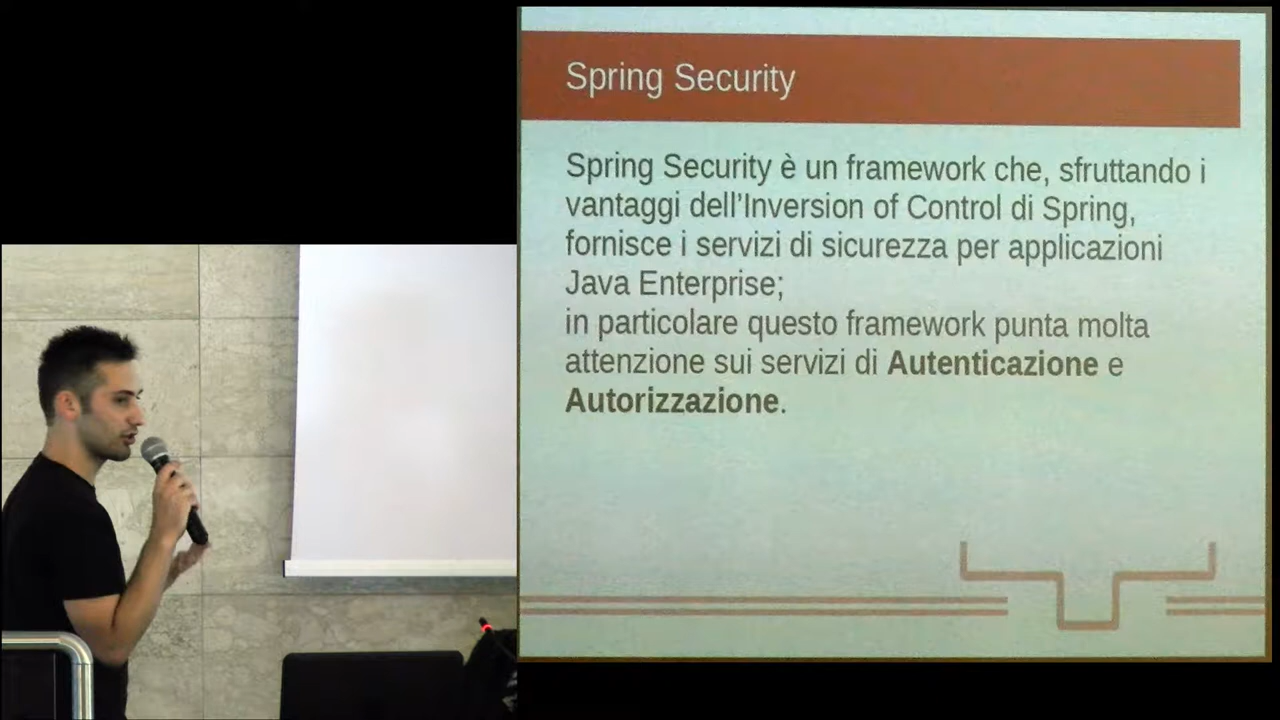 Spring Security
Spring Security è un framework che, sfruttando i
vantaggi dell'Inversion of Control di Spring,
fornisce i servizi di sicurezza per applicazioni
Java Enterprise;
in particolare questo framework punta molta
attenzione sui servizi di Autenticazione e
Autorizzazione.